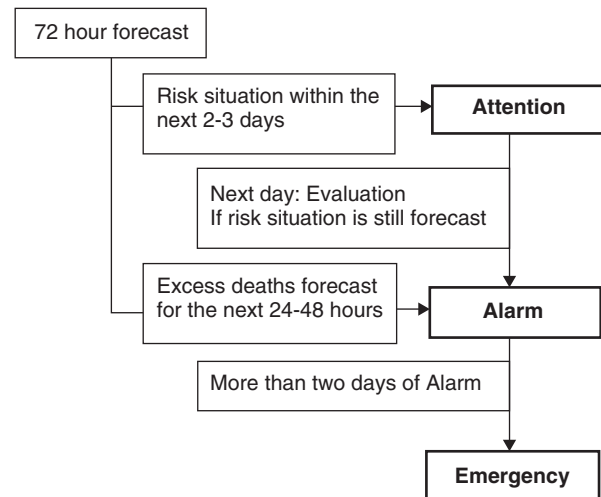 72 hour forecast
Risk situation within the
next 2-3 days
Attention
Next day: Evaluation
If risk situation is still forecast
Excess deaths forecast
for the next 24-48 hours
Alarm
More than two days of Alarm
Emergency